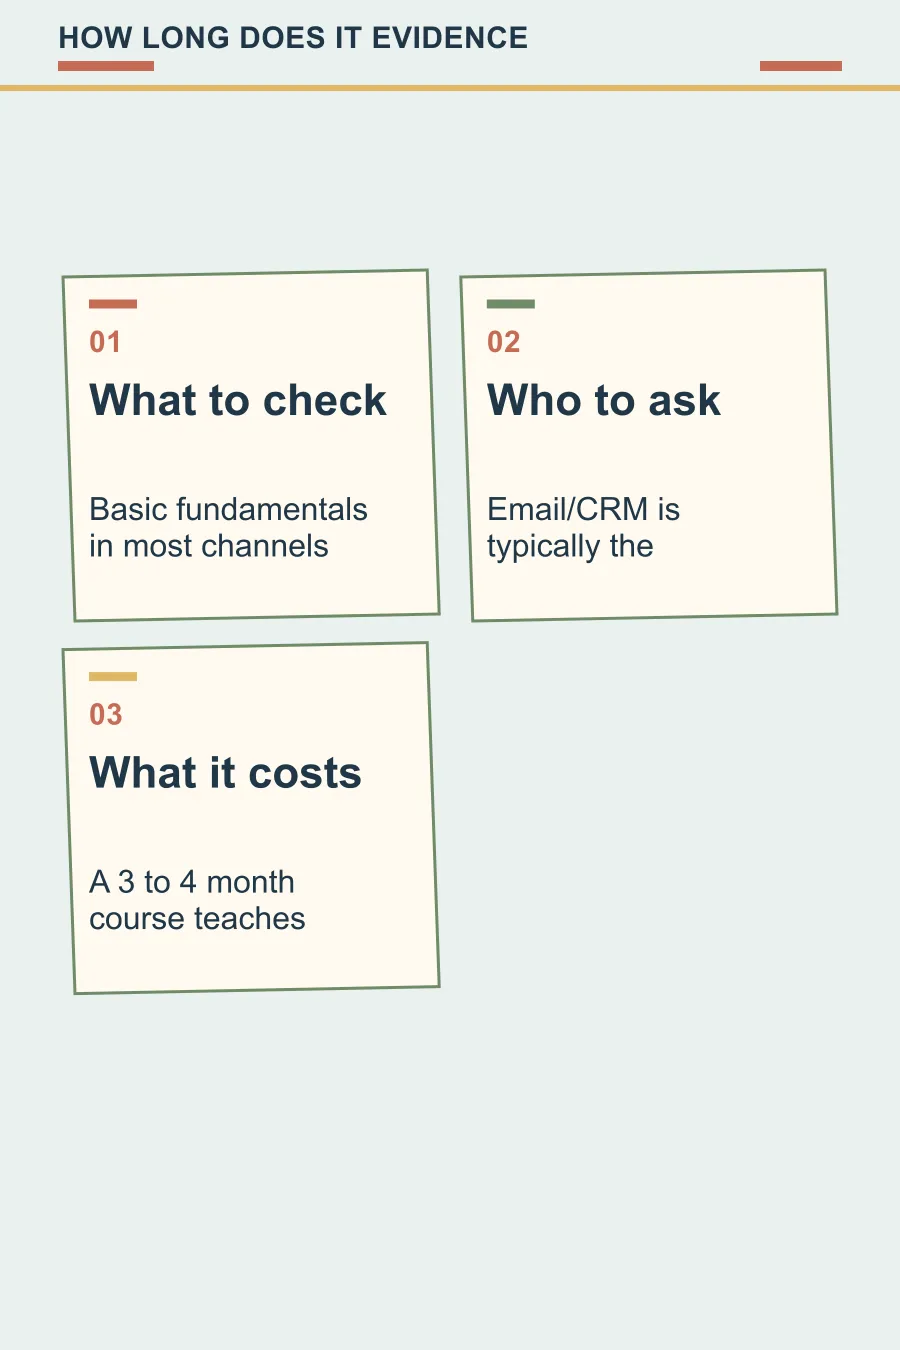 HOW LONG DOES IT EVIDENCE
01
What to check
Basic fundamentals
in most channels
02
Who to ask
Email/CRM is
typically the
03
What it costs
A 3 to 4 month
course teaches